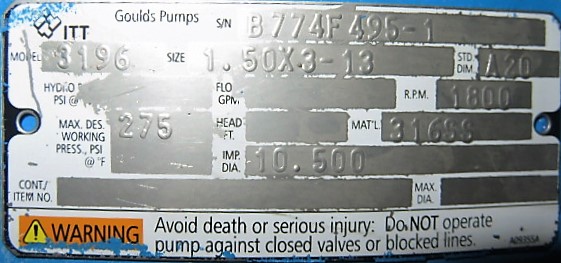 ITT Goulds Pumps S/N B774F495-1
MODEL 3196 SIZE 1.50X3-13 STD. DIM. A20
HYDRO PSI @ FLO GPM. R.P.M. 1800
MAX. DES. WORKING PRESS., PSI @ °F 275 HEAD FT. MAT'L. 316SS
IMP. DIA. 10.500
CONT./ ITEM NO. MAX. DIA.
WARNING Avoid death or serious injury: Do NOT operate
pump against closed valves or blocked lines.